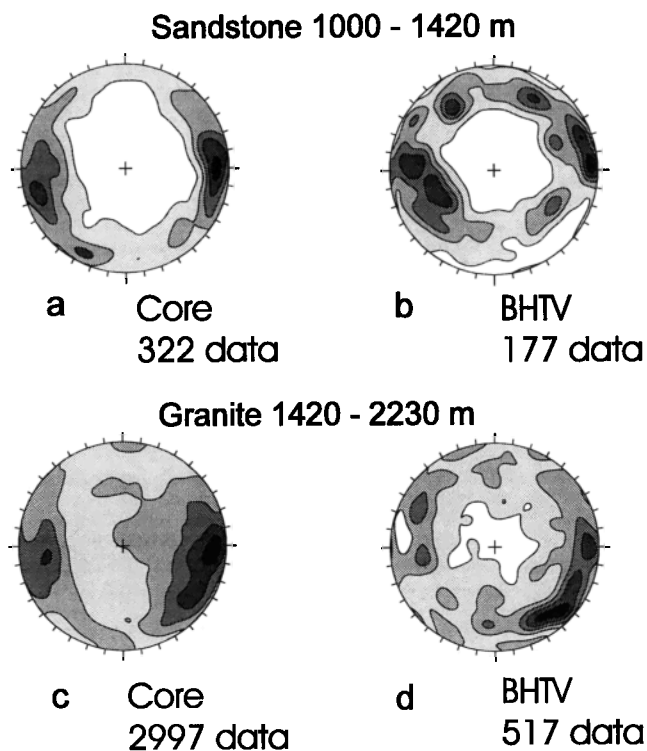 Sandstone 1000 - 1420 m
a Core
322 data
b BHTV
177 data
Granite 1420 - 2230 m
c Core
2997 data
d BHTV
517 data